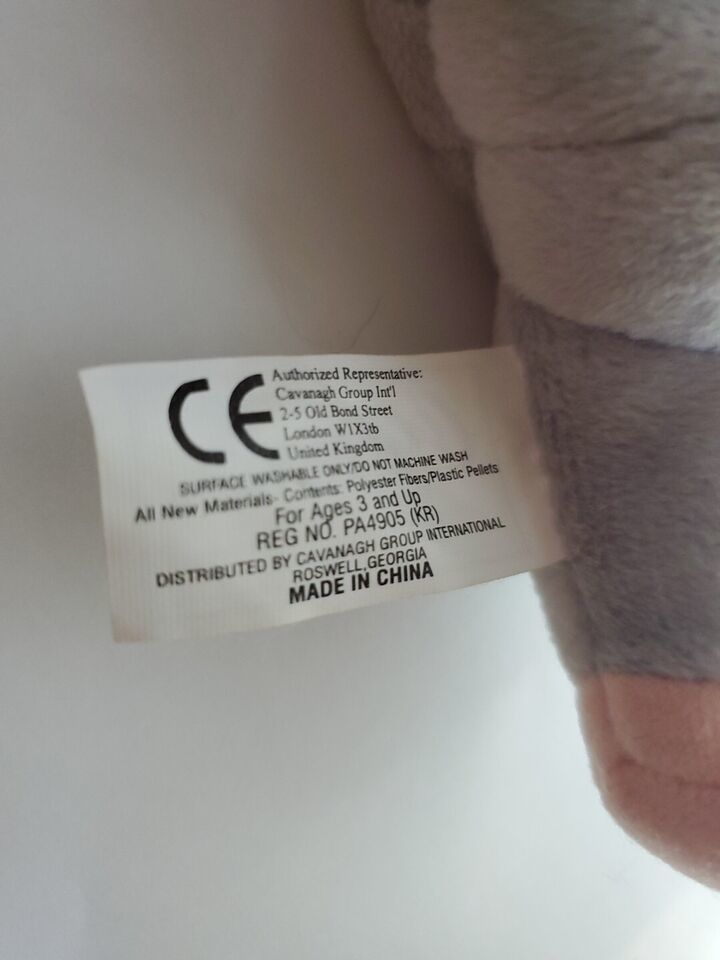 CE
Authorized Representative:
Cavanagh Group Int'l
2-5 Old Bond Street
London W1X3tb
United Kingdom
SURFACE WASHABLE ONLY/DO NOT MACHINE WASH
All New Materials- Contents: Polyester Fibers/Plastic Pellets
For Ages 3 and Up
REG NO. PA4905 (KR)
DISTRIBUTED BY CAVANAGH GROUP INTERNATIONAL
ROSWELL,GEORGIA
MADE IN CHINA